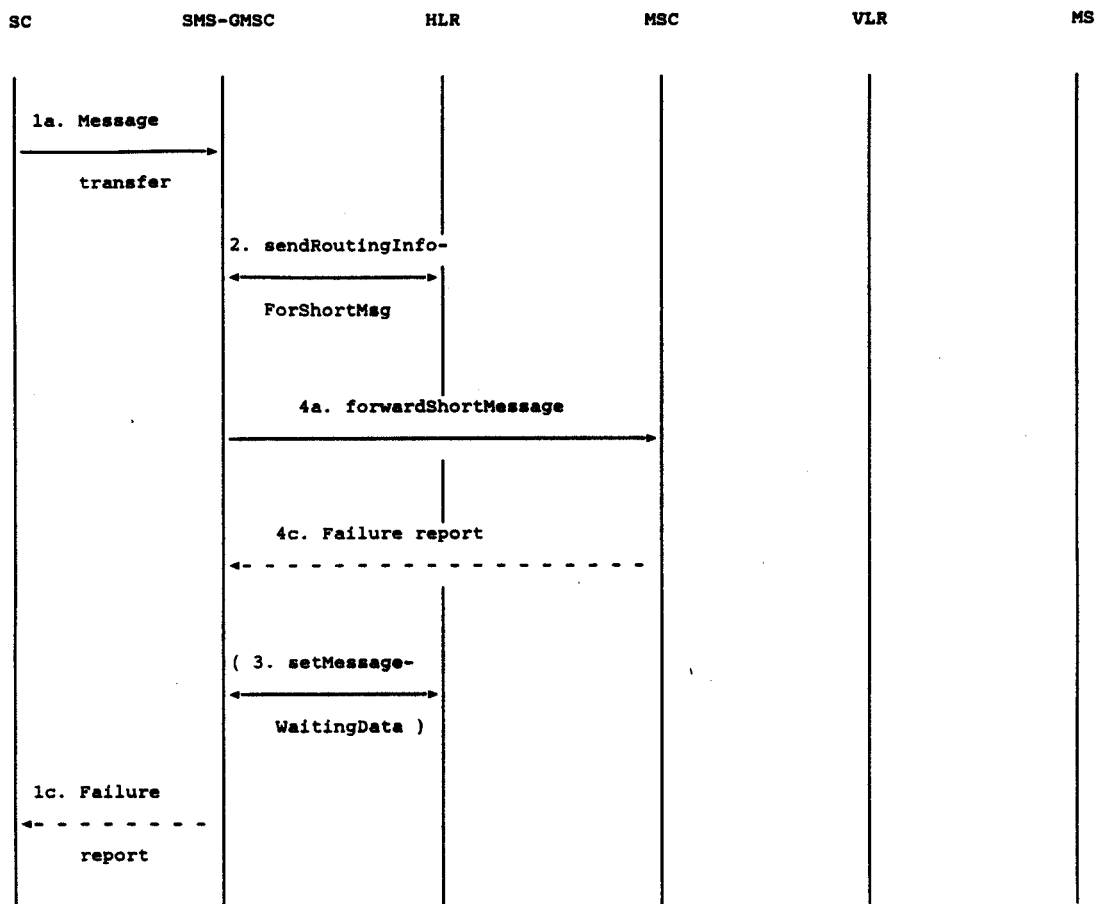 SC SMS-GMSC HLR MSC VLR MS
1a. Message
transfer
2. sendRoutingInfo-
ForShortMsg
4a. forwardShortMessage
4c. Failure report
( 3. setMessage-
WaitingData )
1c. Failure
report